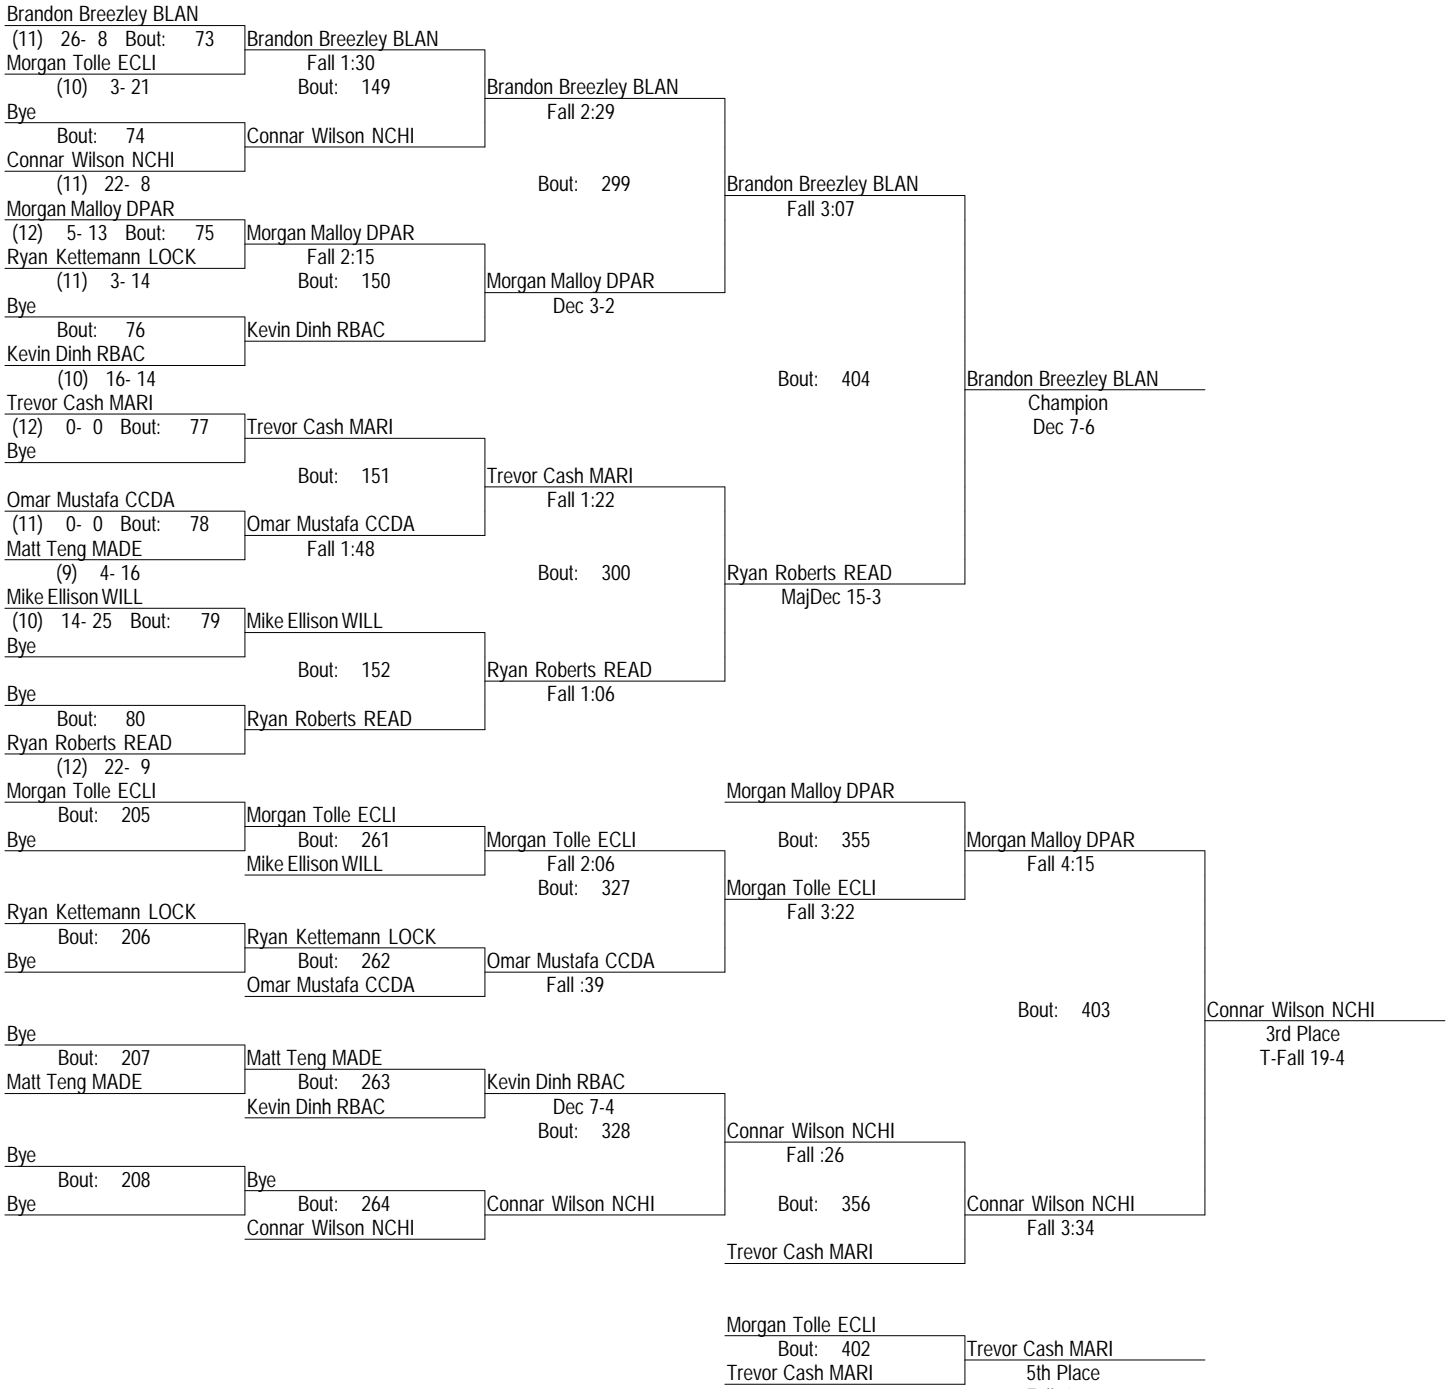 Brandon Breezley BLAN
(11) 26- 8 Bout: 73 Brandon Breezley BLAN
Morgan Tolle ECLI Fall 1:30
(10) 3- 21 Bout: 149 Brandon Breezley BLAN
Bye Fall 2:29
Bout: 74 Connar Wilson NCHI
Connar Wilson NCHI
(11) 22- 8 Bout: 299 Brandon Breezley BLAN
Morgan Malloy DPAR Fall 3:07
(12) 5- 13 Bout: 75 Morgan Malloy DPAR
Ryan Kettemann LOCK Fall 2:15
(11) 3- 14 Bout: 150 Morgan Malloy DPAR
Bye Dec 3-2
Bout: 76 Kevin Dinh RBAC
Kevin Dinh RBAC
(10) 16- 14 Bout: 404 Brandon Breezley BLAN
Trevor Cash MARI Champion
(12) 0- 0 Bout: 77 Trevor Cash MARI Dec 7-6
Bye
Bout: 151 Trevor Cash MARI
Omar Mustafa CCDA Fall 1:22
(11) 0- 0 Bout: 78 Omar Mustafa CCDA
Matt Teng MADE Fall 1:48
(9) 4- 16 Bout: 300 Ryan Roberts READ
Mike Ellison WILL MajDec 15-3
(10) 14- 25 Bout: 79 Mike Ellison WILL
Bye
Bout: 152 Ryan Roberts READ
Bye Fall 1:06
Bout: 80 Ryan Roberts READ
Ryan Roberts READ
(12) 22- 9
Morgan Tolle ECLI Morgan Malloy DPAR
Bout: 205 Morgan Tolle ECLI
Bye Bout: 261 Morgan Tolle ECLI Bout: 355 Morgan Malloy DPAR
Mike Ellison WILL Fall 2:06 Fall 4:15
Bout: 327 Morgan Tolle ECLI
Ryan Kettemann LOCK Fall 3:22
Bout: 206 Ryan Kettemann LOCK
Bye Bout: 262 Omar Mustafa CCDA
Omar Mustafa CCDA Fall :39
Bout: 403 Connar Wilson NCHI
Bye 3rd Place
Bout: 207 Matt Teng MADE T-Fall 19-4
Matt Teng MADE Bout: 263 Kevin Dinh RBAC
Kevin Dinh RBAC Dec 7-4
Bout: 328 Connar Wilson NCHI
Bye Fall :26
Bout: 208 Bye
Bye Bout: 264 Connar Wilson NCHI Bout: 356 Connar Wilson NCHI
Connar Wilson NCHI Fall 3:34
Trevor Cash MARI
Morgan Tolle ECLI
Bout: 402 Trevor Cash MARI
Trevor Cash MARI 5th Place